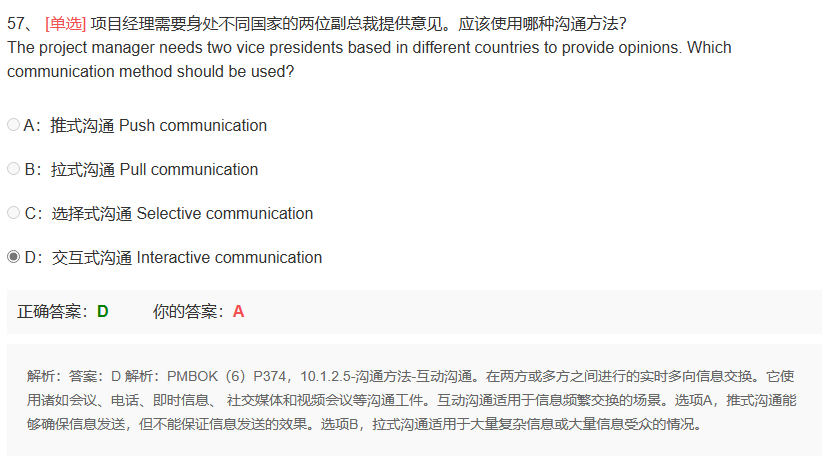 57、 [单选] 项目经理需要身处不同国家的两位副总裁提供意见。应该使用哪种沟通方法？
The project manager needs two vice presidents based in different countries to provide opinions. Which
communication method should be used?
A：推式沟通 Push communication
B：拉式沟通 Pull communication
C：选择式沟通 Selective communication
D：交互式沟通 Interactive communication
正确答案：D 你的答案：A
解析：答案：D 解析：PMBOK（6）P374，10.1.2.5-沟通方法-互动沟通。在两方或多方之间进行的实时多向信息交换。它使
用诸如会议、电话、即时信息、 社交媒体和视频会议等沟通工件。互动沟通适用于信息频繁交换的场景。选项A，推式沟通能
够确保信息发送，但不能保证信息发送的效果。选项B，拉式沟通适用于大量复杂信息或大量信息受众的情况。